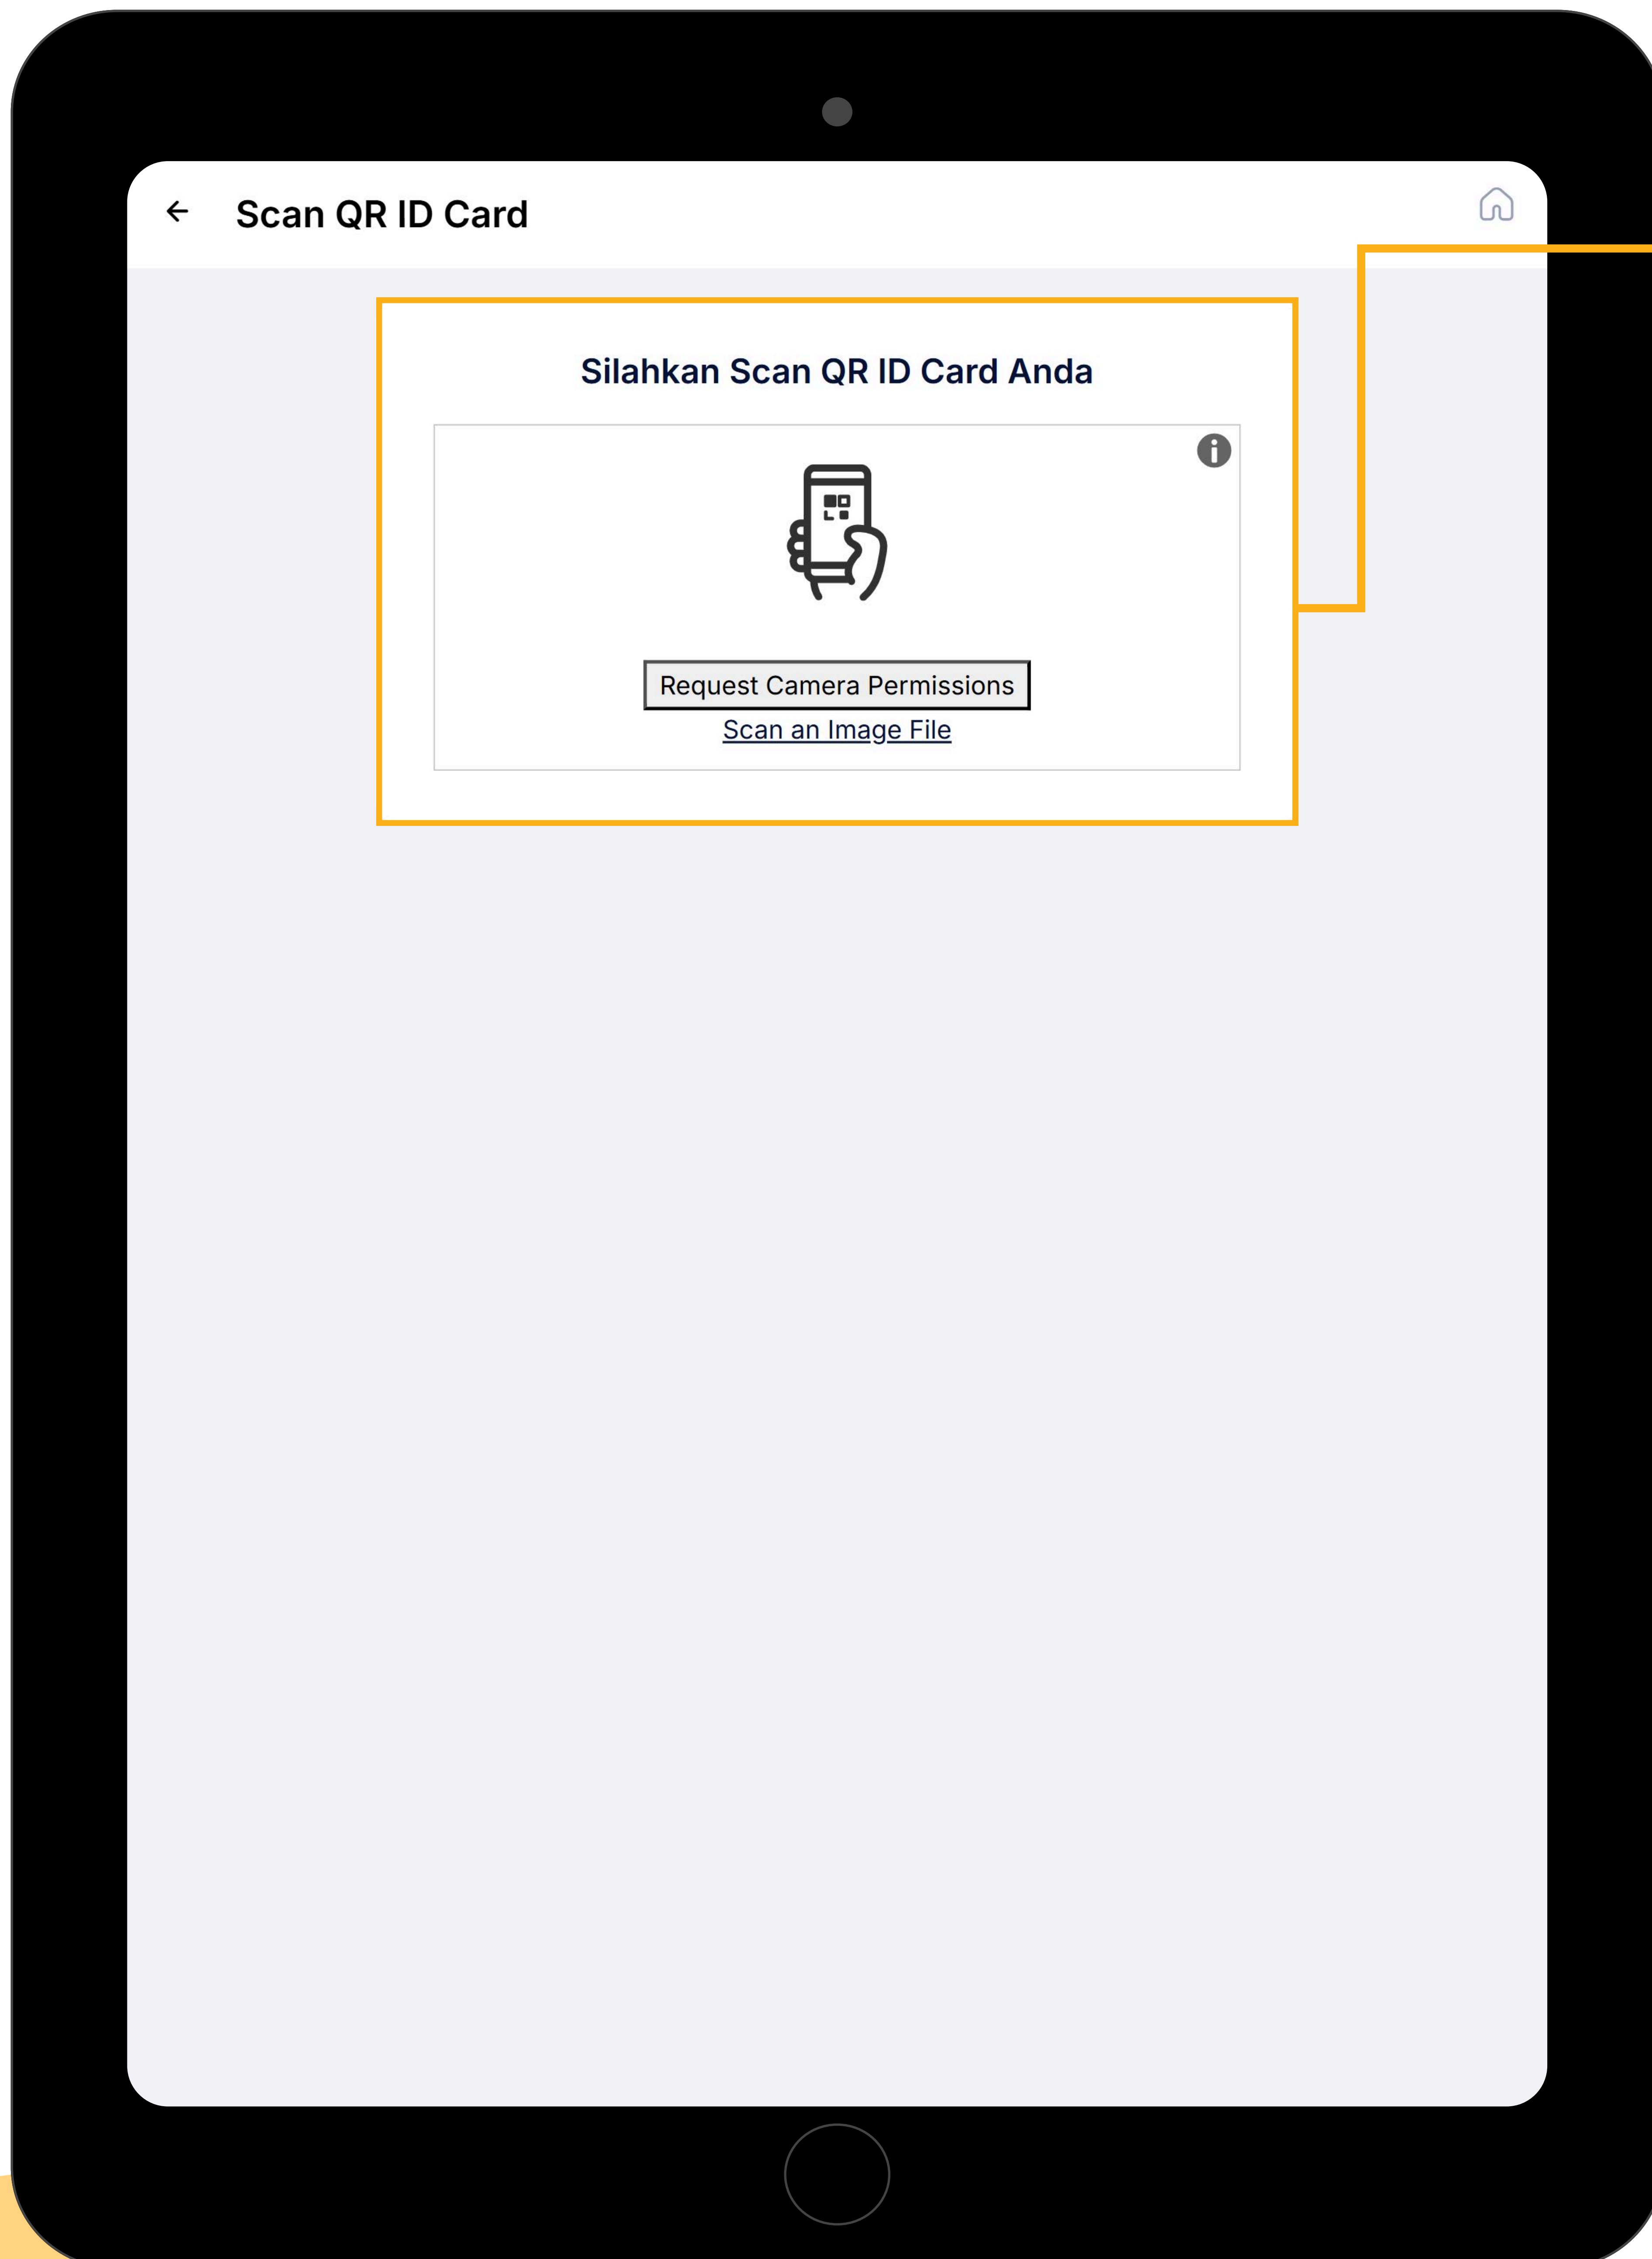 Scan QR ID Card
Silahkan Scan QR ID Card Anda
Request Camera Permissions
Scan an Image File